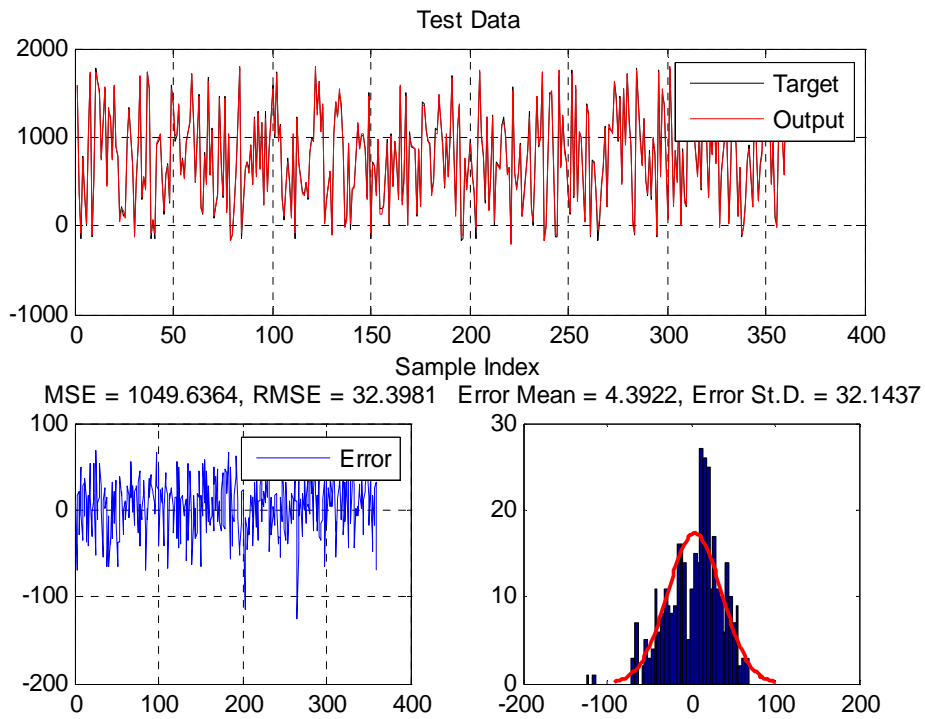 Test Data
2000
1000
0
-1000
0 50 100 150 200 250 300 350 400
Target
Output
Sample Index
MSE = 1049.6364, RMSE = 32.3981
100
0
-100
-200
0 100 200 300 400
Error
Error Mean = 4.3922, Error St.D. = 32.1437
30
20
10
0
-200 -100 0 100 200